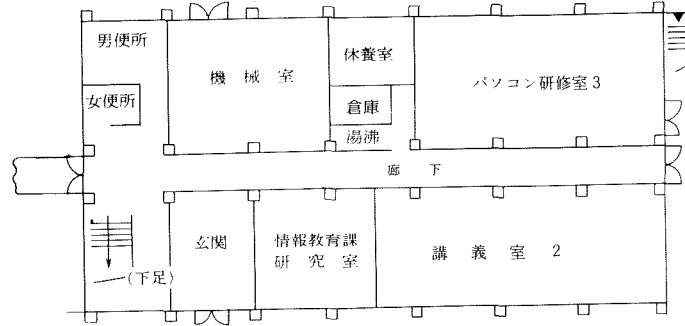 男便所
機械室
休養室
パソコン研修室3
女便所
倉庫
湯沸
廊下
玄関
情報教育課
研究室
講義室2
(下足)